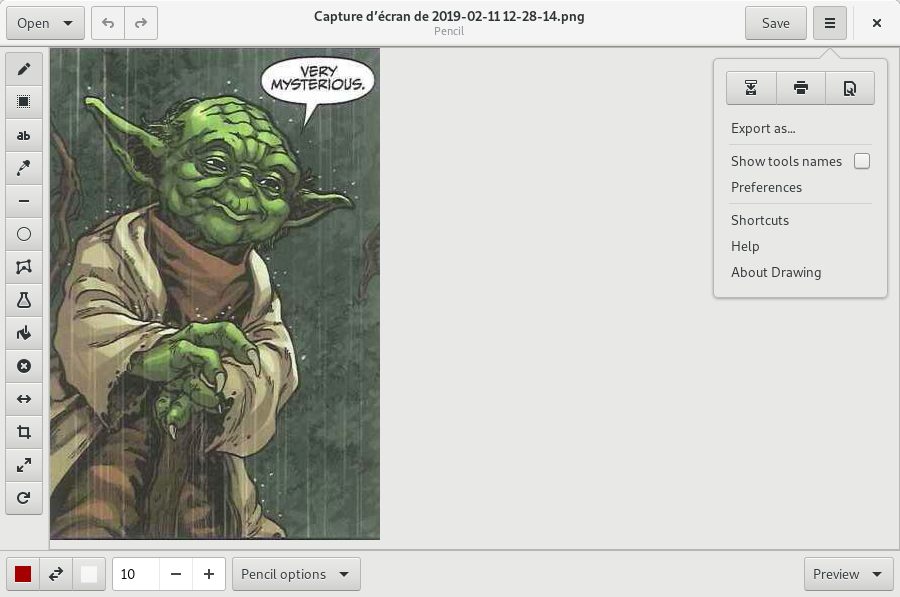 Open
Capture d’écran de 2019-02-11 12-28-14.png
Pencil
Save
VERY
MYSTERIOUS.
ab
Export as...
Show tools names
Preferences
Shortcuts
Help
About Drawing
10
Pencil options
Preview